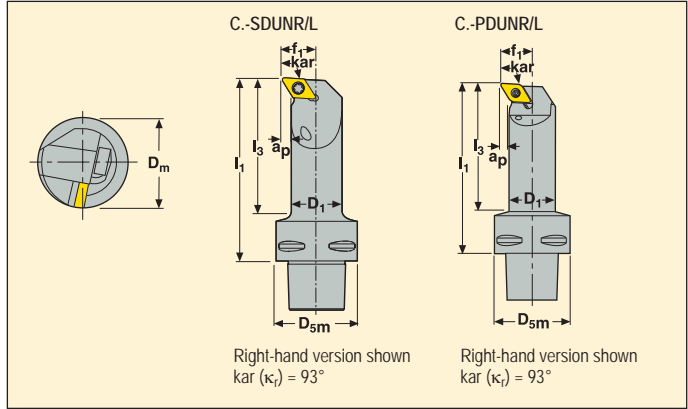 C.-SDUNR/L
C.-PDUNR/L
f₁
kar
l₁
l₃
aₚ
D₁
D₅ₘ
f₁
kar
l₁
l₃
aₚ
D₁
D₅ₘ
Dₘ
Right-hand version shown
kar (κᵣ) = 93°
Right-hand version shown
kar (κᵣ) = 93°